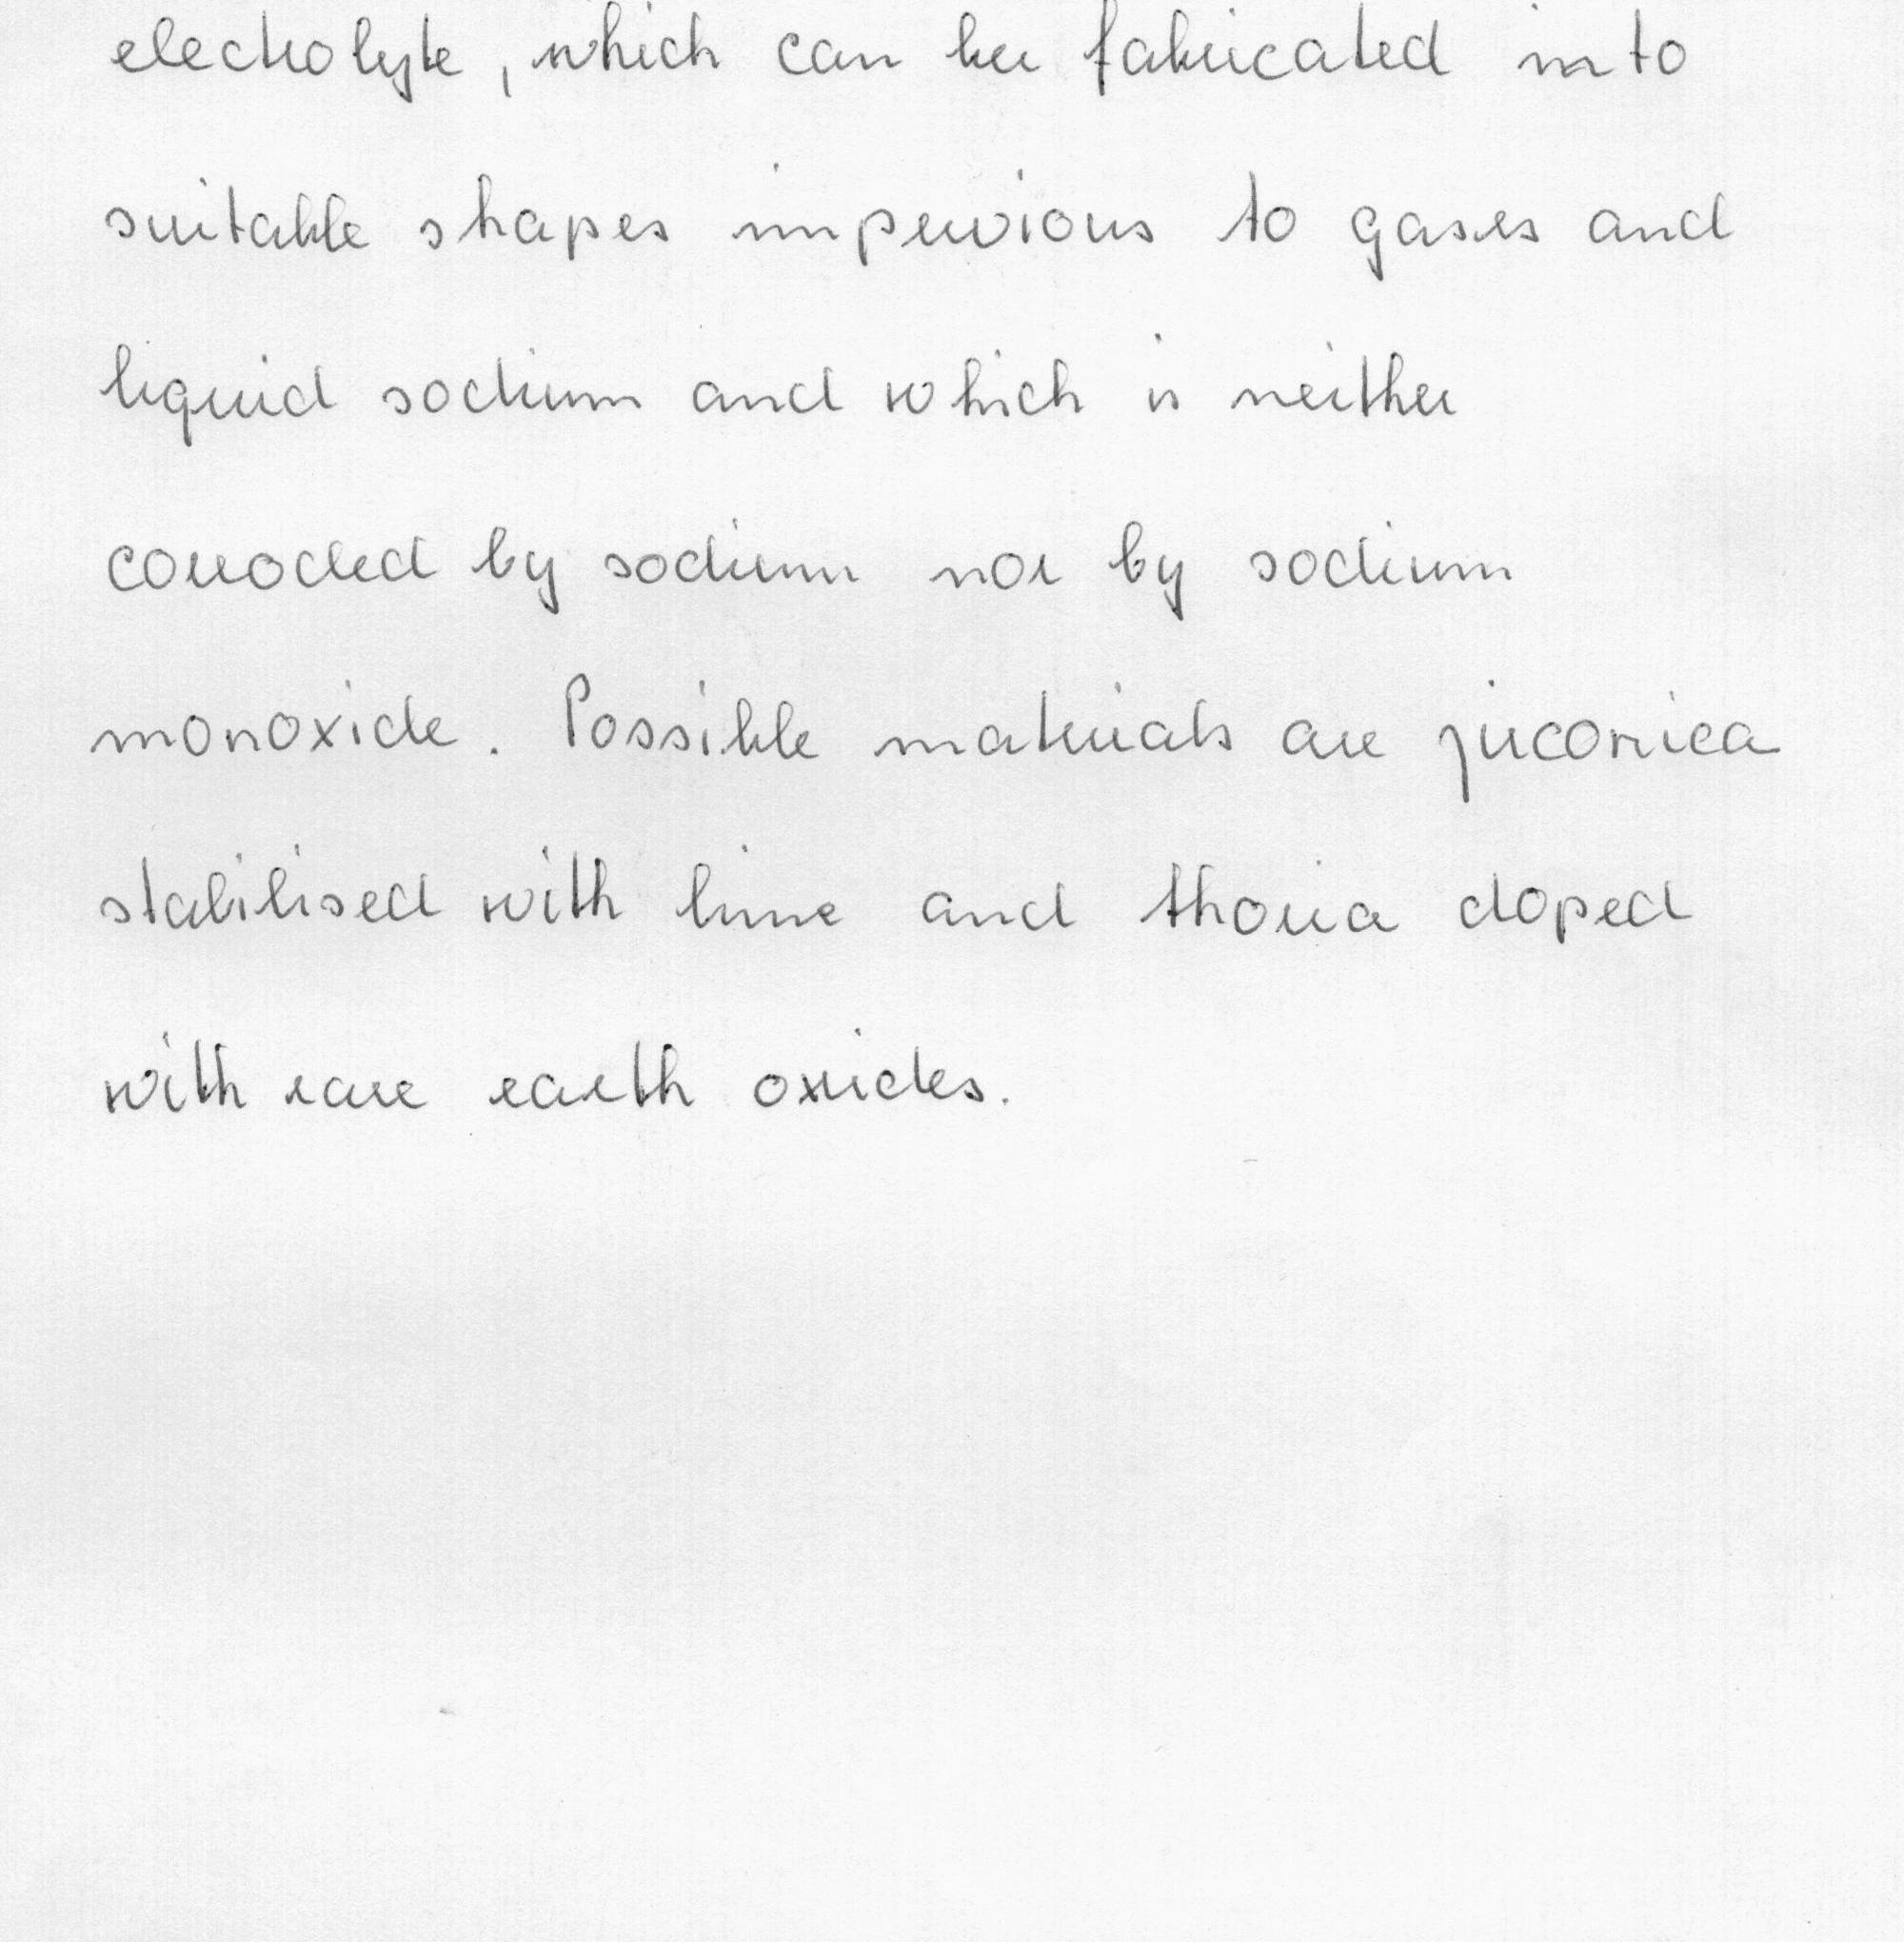 electrolyte, which can be fabricated into
suitable shapes impervious to gases and
liquid sodium and which is neither
corroded by sodium nor by sodium
monoxide. Possible materials are zirconica
stabilised with lime and thoria doped
with rare earth oxides.